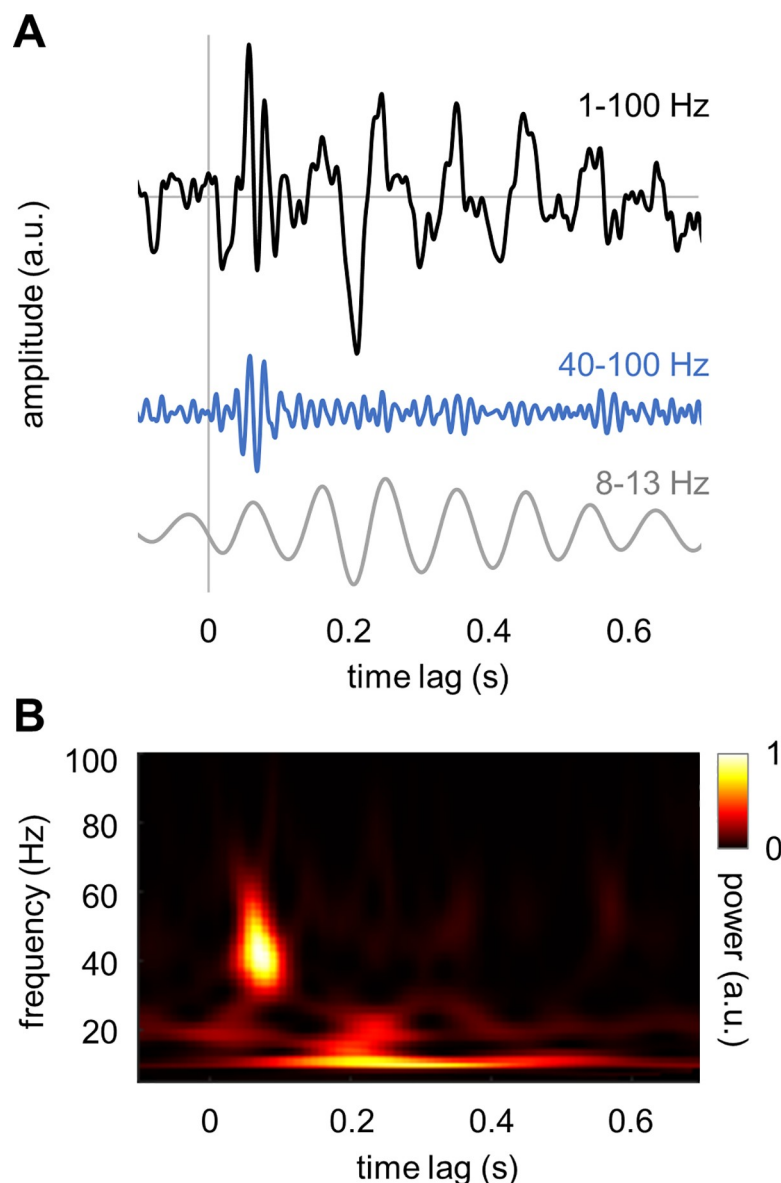 A
1-100 Hz
amplitude (a.u.)
40-100 Hz
8-13 Hz
0 0.2 0.4 0.6
time lag (s)
B
100
80
60
40
20
frequency (Hz)
1
0
power (a.u.)
0 0.2 0.4 0.6
time lag (s)